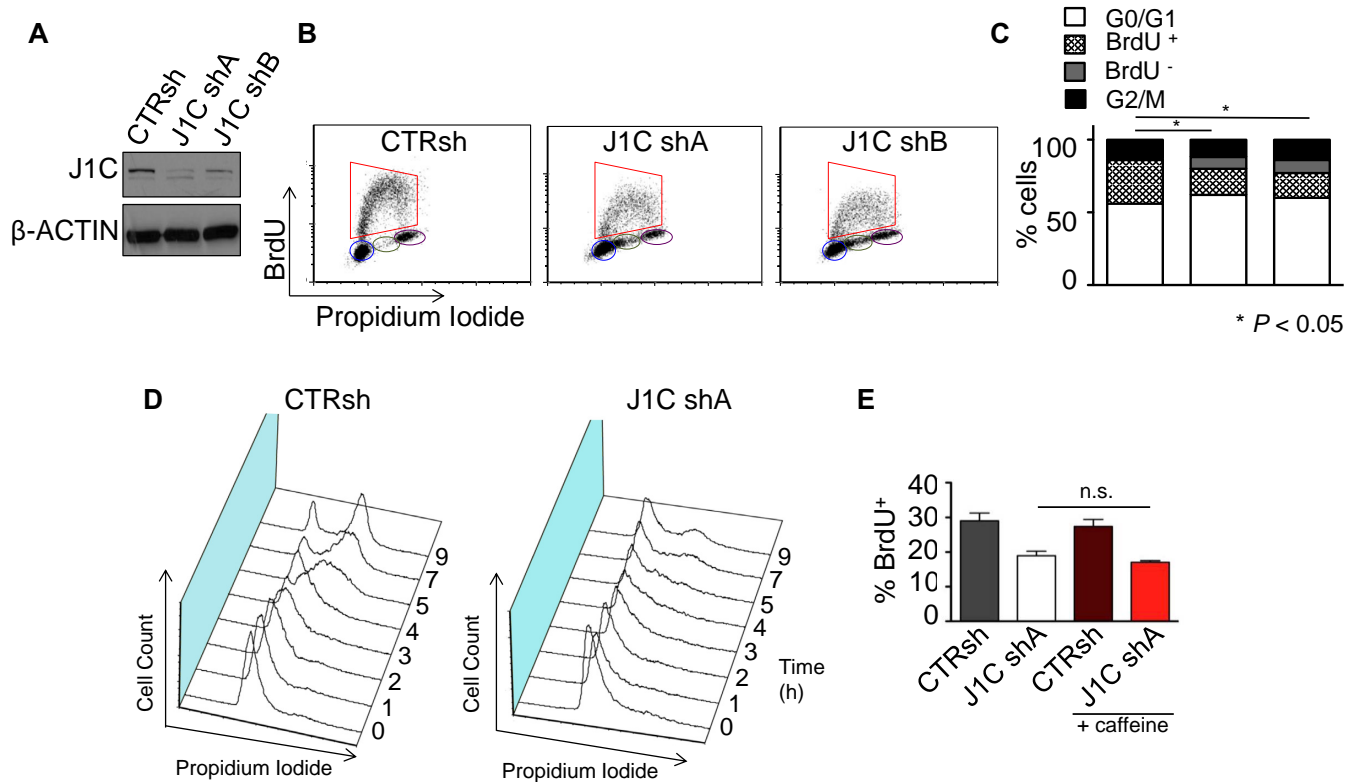 A
CTRsh
J1C shA
J1C shB
J1C
β-ACTIN
B
CTRsh
J1C shA
J1C shB
BrdU
Propidium Iodide
C
G0/G1
BrdU +
BrdU -
G2/M
*
*
100
50
0
% cells
* P < 0.05
D
CTRsh
J1C shA
Cell Count
Propidium Iodide
9
7
5
4
3
2
1
0
Cell Count
Propidium Iodide
9
7
5
4
3
2
1
0
Time
(h)
E
n.s.
40
30
20
10
0
% BrdU+
CTRsh
J1C shA
CTRsh
J1C shA
+ caffeine